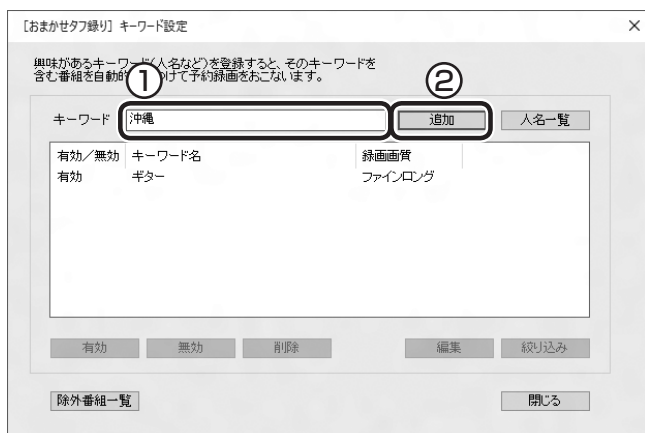 [おまかせタフ録り] キーワード設定
興味があるキーワード(人名など)を登録すると、そのキーワードを
含む番組を自動的 つけて予約録画をおこないます。
① ②
キーワード 沖縄 追加 人名一覧
有効/無効 キーワード名 録画画質
有効 ギター ファインロング
有効 無効 削除 編集 絞り込み
除外番組一覧 閉じる